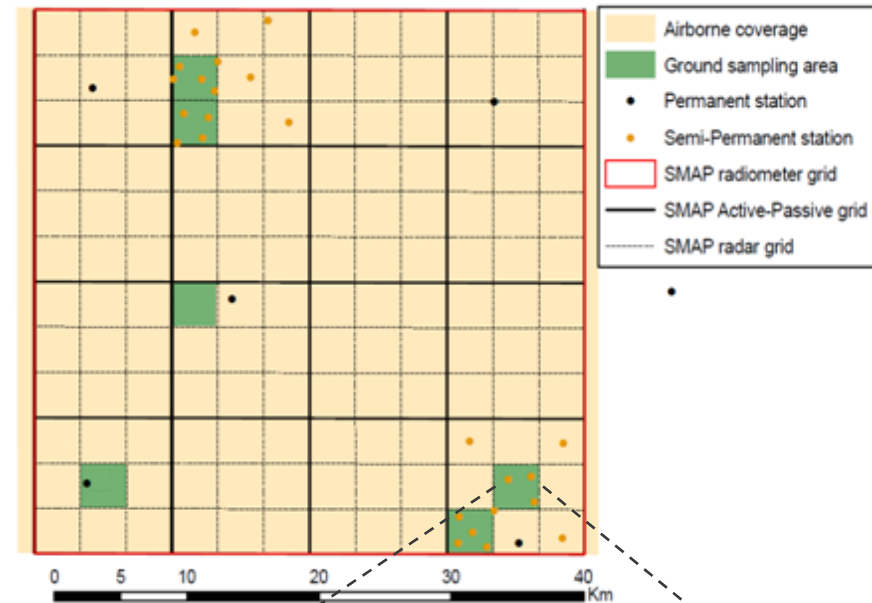 Airborne coverage
Ground sampling area
Permanent station
Semi-Permanent station
SMAP radiometer grid
SMAP Active-Passive grid
SMAP radar grid
0 5 10 20 30 40
Km